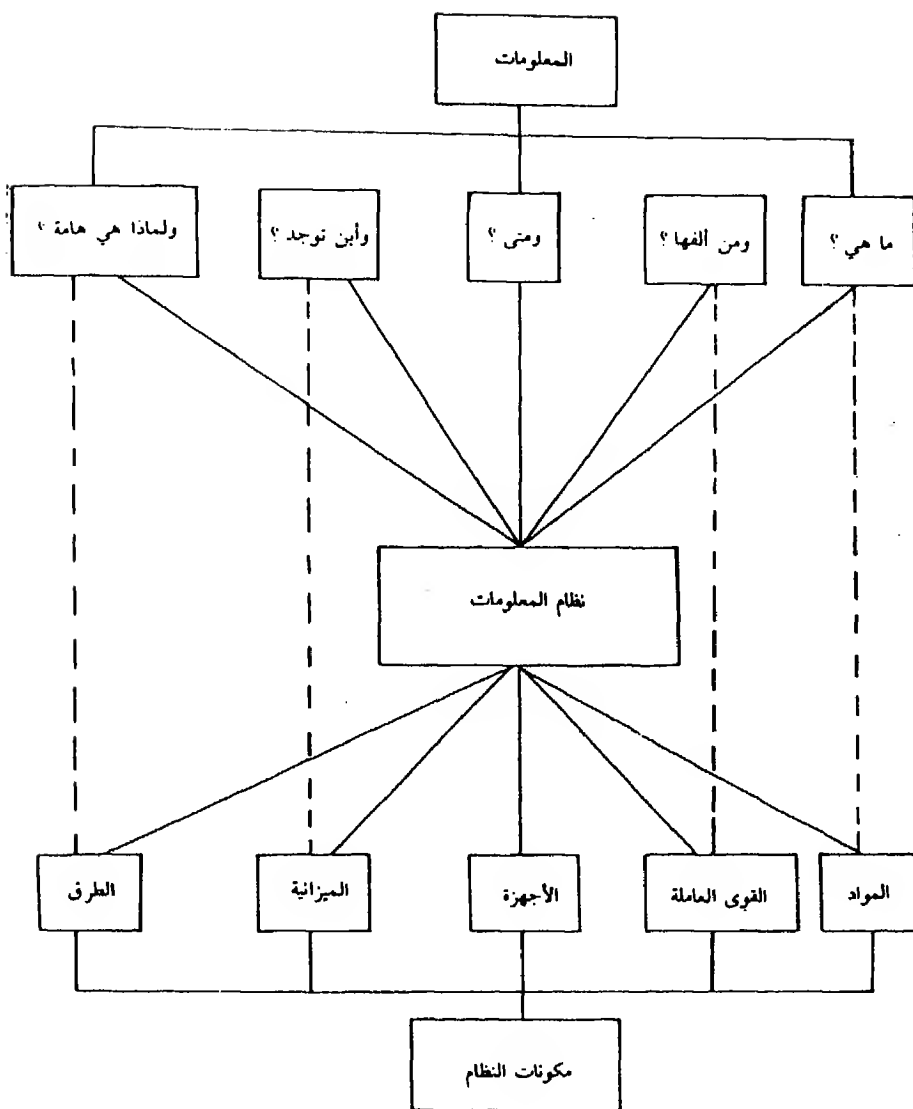 المعلومات
ما هي ؟
ومن ألفها ؟
ومتى ؟
وأين توجد ؟
ولماذا هي هامة ؟
نظام المعلومات
المواد
القوى العاملة
الأجهزة
الميزانية
الطرق
مكونات النظام